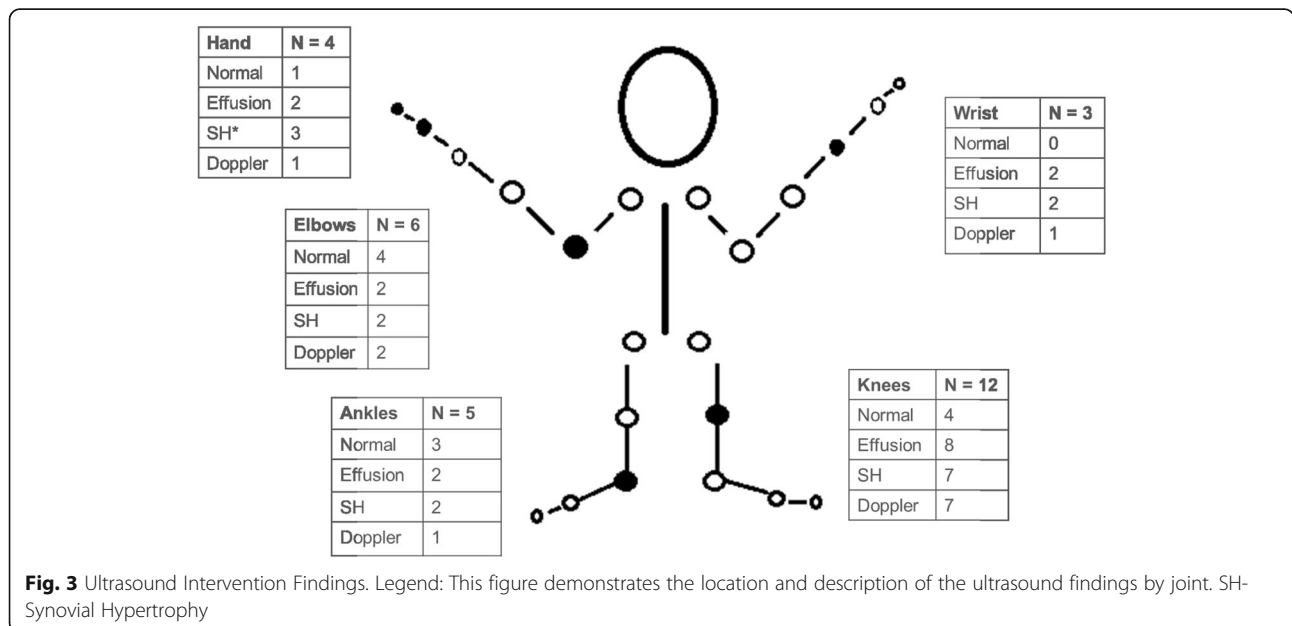 Hand N = 4
Normal 1
Effusion 2
SH* 3
Doppler 1
Wrist N = 3
Normal 0
Effusion 2
SH 2
Doppler 1
Elbows N = 6
Normal 4
Effusion 2
SH 2
Doppler 2
Ankles N = 5
Normal 3
Effusion 2
SH 2
Doppler 1
Knees N = 12
Normal 4
Effusion 8
SH 7
Doppler 7
Fig. 3 Ultrasound Intervention Findings. Legend: This figure demonstrates the location and description of the ultrasound findings by joint. SH-
Synovial Hypertrophy